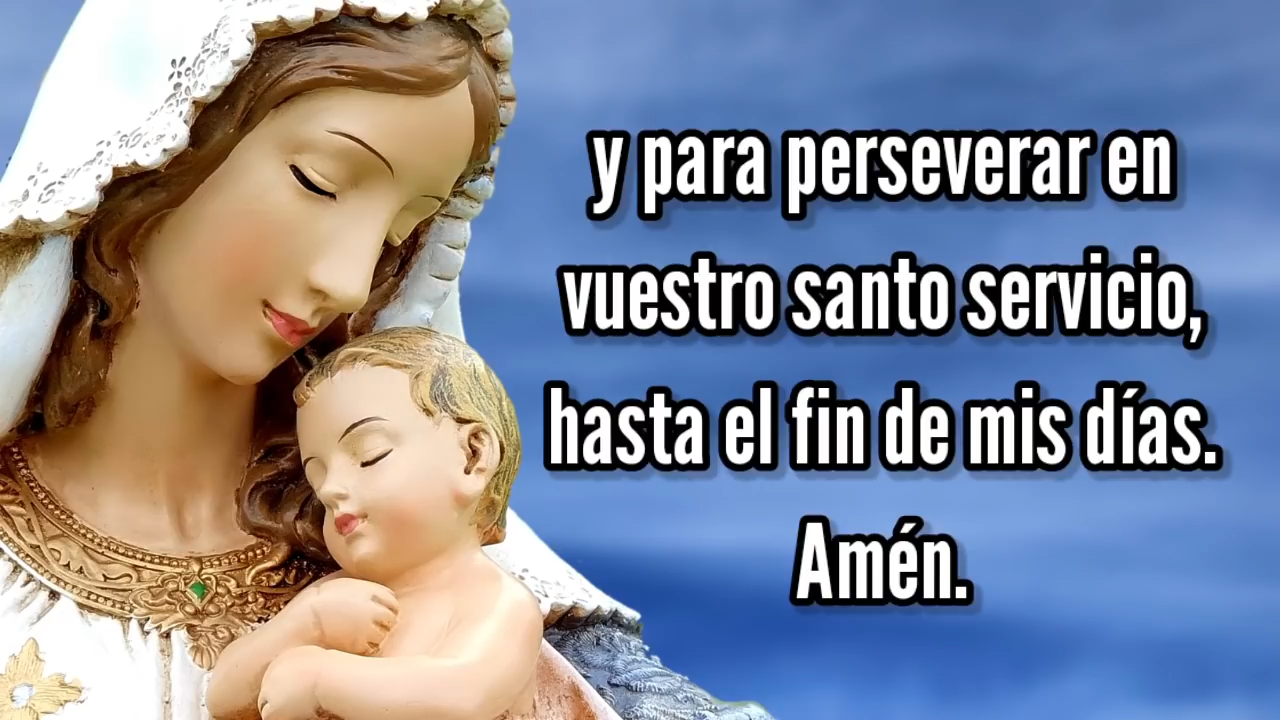 y para perseverar en
vuestro santo servicio,
hasta el fin de mis días.
Amén.